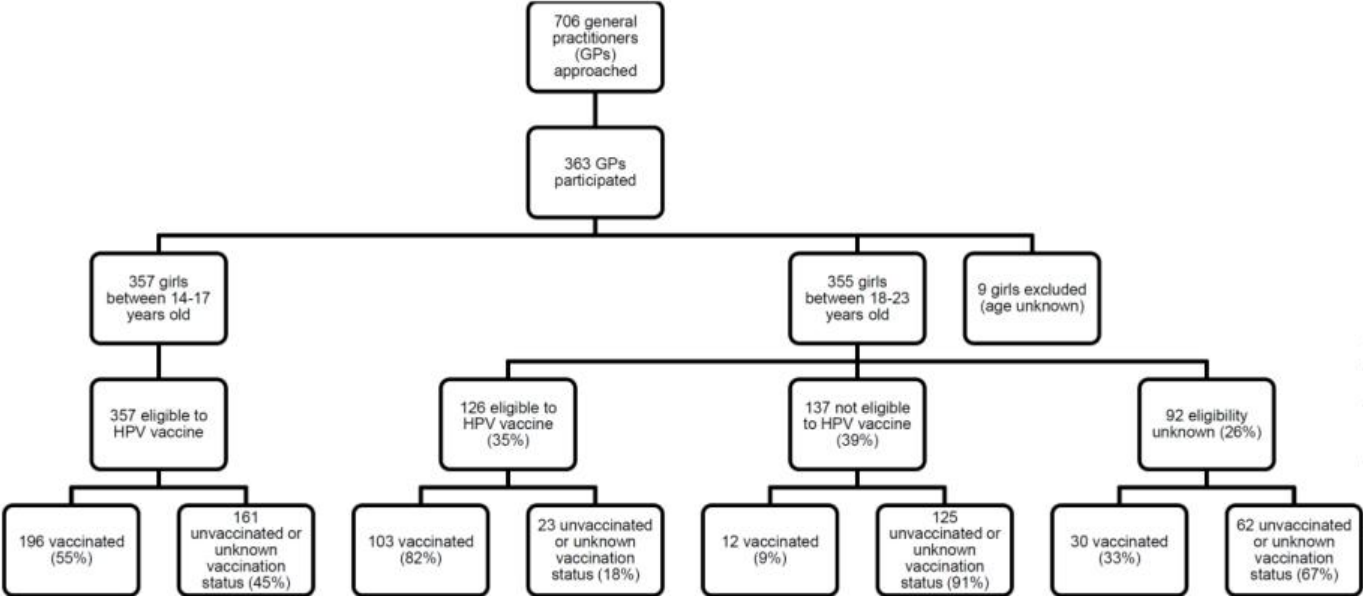 706 general
practitioners
(GPs)
approached
363 GPs
participated
357 girls
between 14-17
years old
355 girls
between 18-23
years old
9 girls excluded
(age unknown)
357 eligible to
HPV vaccine
126 eligible to
HPV vaccine
(35%)
137 not eligible
to HPV vaccine
(39%)
92 eligibility
unknown (26%)
196 vaccinated
(55%)
161
unvaccinated or
unknown
vaccination
status (45%)
103 vaccinated
(82%)
23 unvaccinated
or unknown
vaccination
status (18%)
12 vaccinated
(9%)
125
unvaccinated or
unknown
vaccination
status (91%)
30 vaccinated
(33%)
62 unvaccinated
or unknown
vaccination
status (67%)